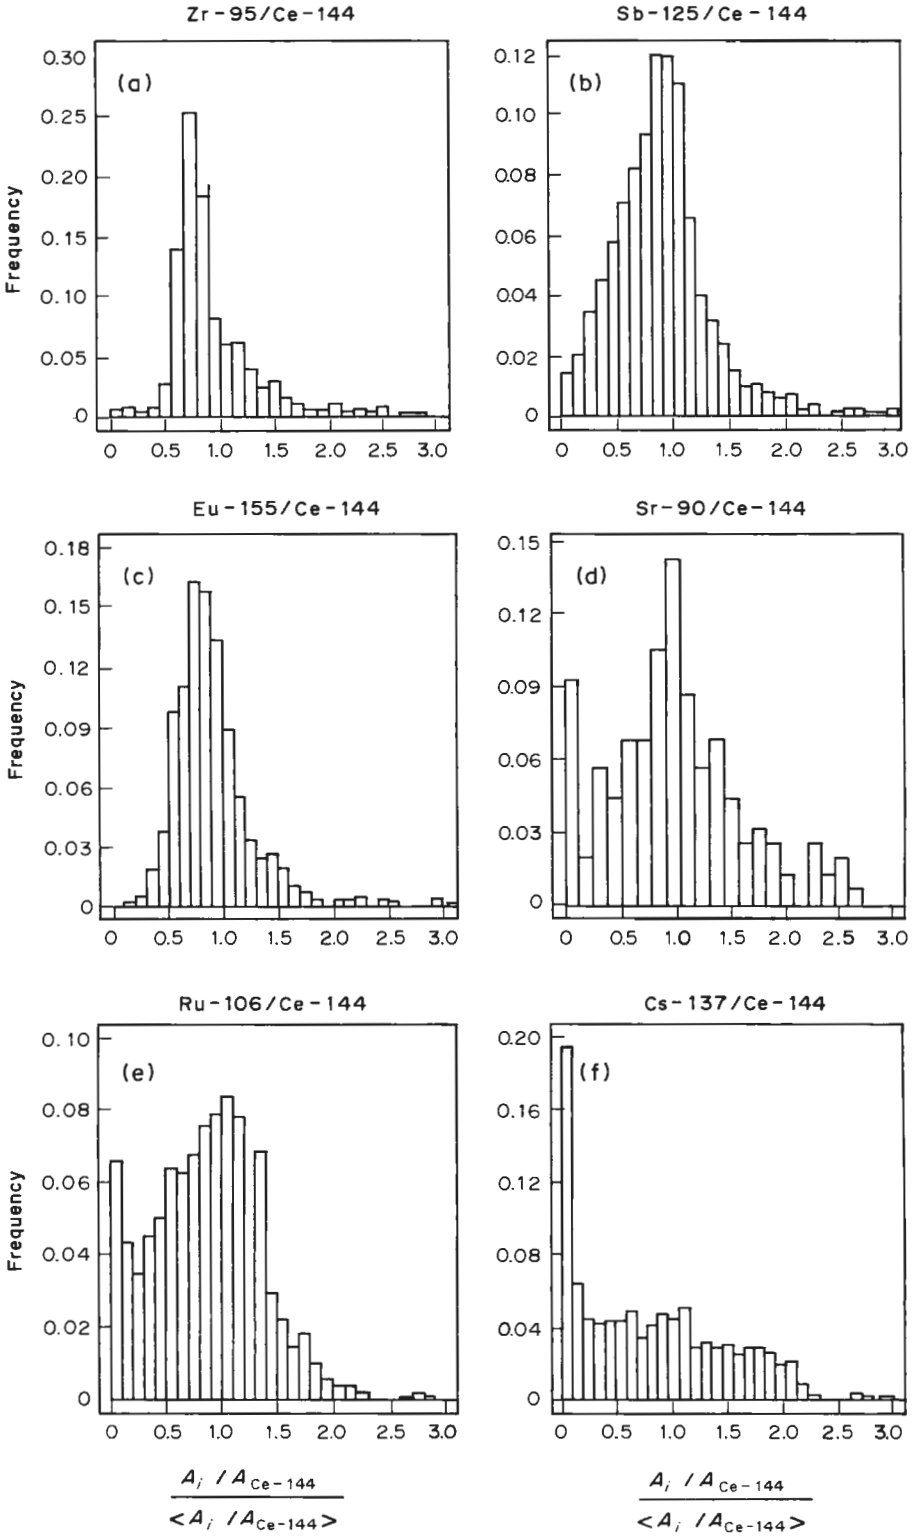 Zr-95/Ce-144
(a)
Frequency
0.30
0.25
0.20
0.15
0.10
0.05
0
0 0.5 1.0 1.5 2.0 2.5 3.0
Sb-125/Ce-144
(b)
0.12
0.10
0.08
0.06
0.04
0.02
0
0 0.5 1.0 1.5 2.0 2.5 3.0
Eu-155/Ce-144
(c)
Frequency
0.18
0.15
0.12
0.09
0.06
0.03
0
0 0.5 1.0 1.5 2.0 2.5 3.0
Sr-90/Ce-144
(d)
0.15
0.12
0.09
0.06
0.03
0
0 0.5 1.0 1.5 2.0 2.5 3.0
Ru-106/Ce-144
(e)
Frequency
0.10
0.08
0.06
0.04
0.02
0
0 0.5 1.0 1.5 2.0 2.5 3.0
A_i / A_Ce-144
<A_i / A_Ce-144>
Cs-137/Ce-144
(f)
0.20
0.16
0.12
0.08
0.04
0
0 0.5 1.0 1.5 2.0 2.5 3.0
A_i / A_Ce-144
<A_i / A_Ce-144>